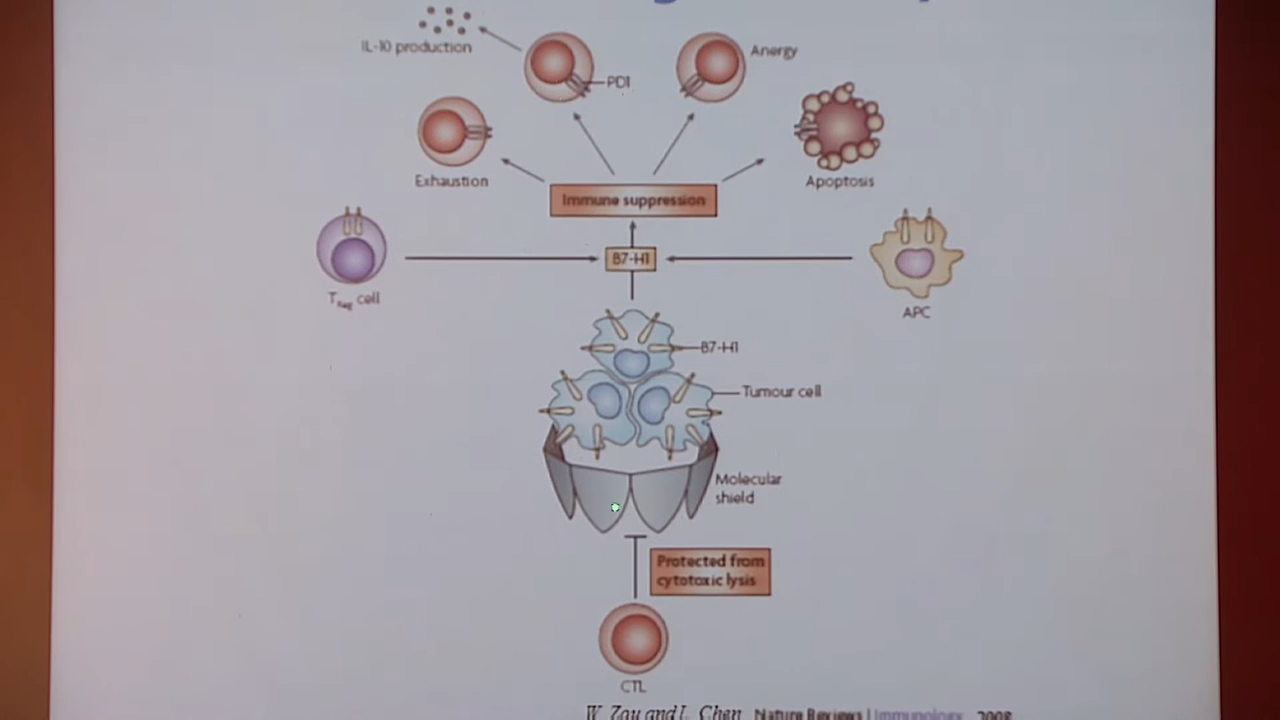 IL-10 production
PD1
Anergy
Exhaustion
Apoptosis
Immune suppression
B7-H1
T Reg cell
APC
B7-H1
Tumour cell
Molecular
shield
Protected from
cytotoxic lysis
CTL
W. Zou and L. Chen Nature Reviews | Immunology 2008